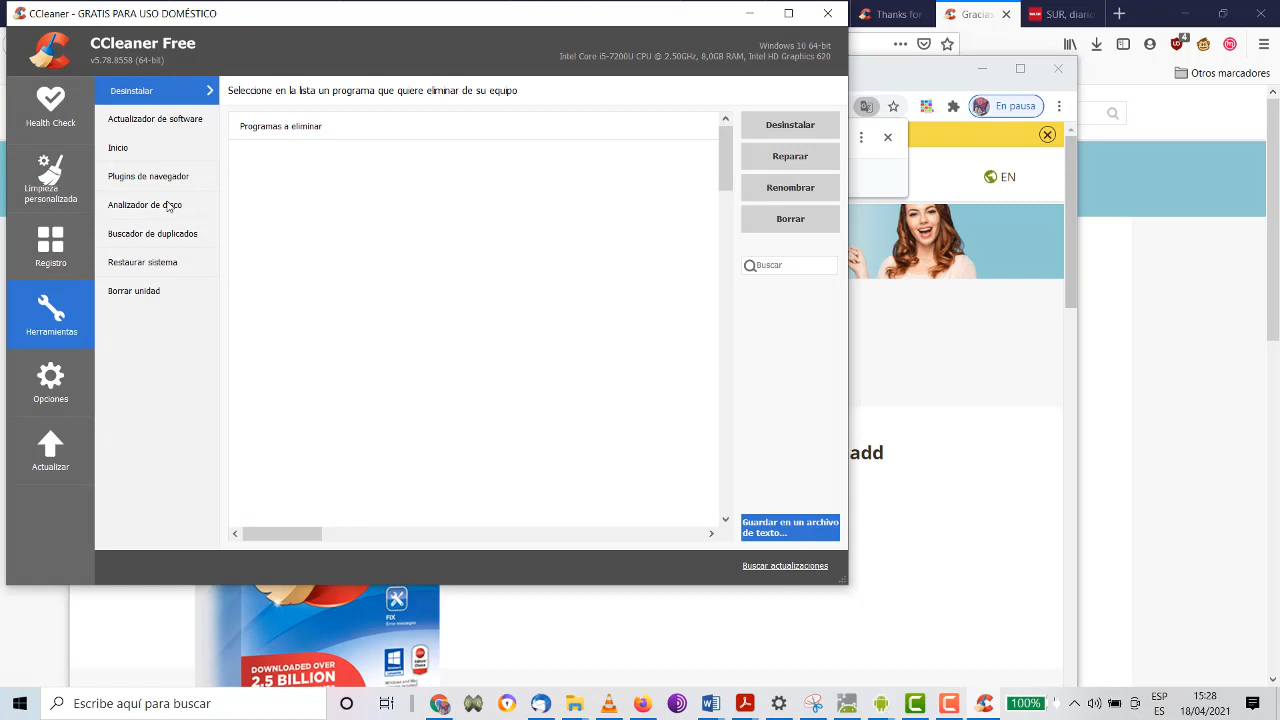 CCleaner - GRATIS PARA USO DOMÉSTICO
Thanks for
Gracias
SUR, diario
CCleaner Free
v5.78.8558 (64-bit)
Windows 10 64-bit
Intel Core i5-7200U CPU @ 2.50GHz, 8,0GB RAM, Intel HD Graphics 620
4
Otros marcadores
Health Check
Limpieza
personalizada
Registro
Herramientas
Opciones
Actualizar
Desinstalar
Actualizador de software
Inicio
Plugins de navegador
Analizador de disco
Buscador de duplicados
Restaurar sistema
Borrar unidad
Seleccione en la lista un programa que quiere eliminar de su equipo
Programas a eliminar
Desinstalar
Reparar
Renombrar
Borrar
Buscar
Guardar en un archivo
de texto...
Buscar actualizaciones
En pausa
EN
add
FIX
Error messages
DOWNLOADED OVER
2.5 BILLION
Escribe aquí para buscar
100%
ESP
ES
15:28
18/04/2021